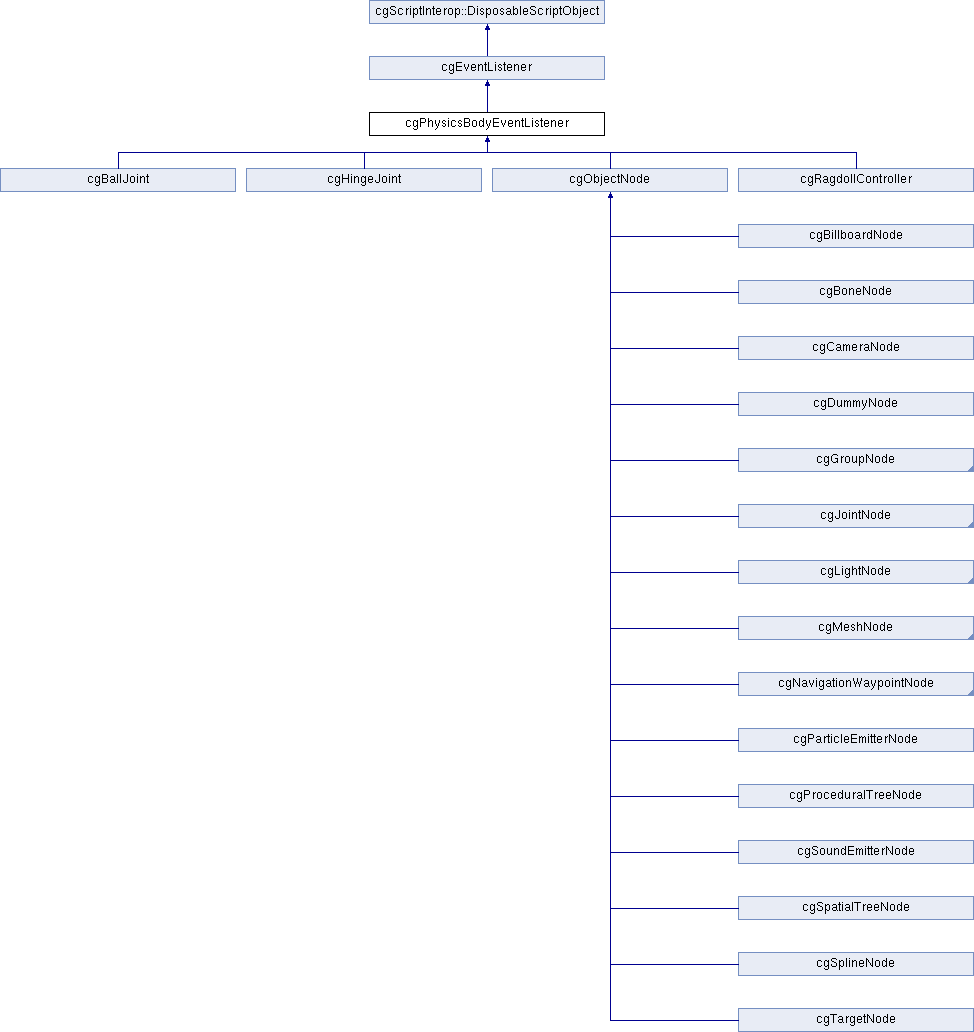 cgScriptInterop::DisposableScriptObject
cgEventListener
cgPhysicsBodyEventListener
cgBallJoint
cgHingeJoint
cgObjectNode
cgRagdollController
cgBillboardNode
cgBoneNode
cgCameraNode
cgDummyNode
cgGroupNode
cgJointNode
cgLightNode
cgMeshNode
cgNavigationWaypointNode
cgParticleEmitterNode
cgProceduralTreeNode
cgSoundEmitterNode
cgSpatialTreeNode
cgSplineNode
cgTargetNode